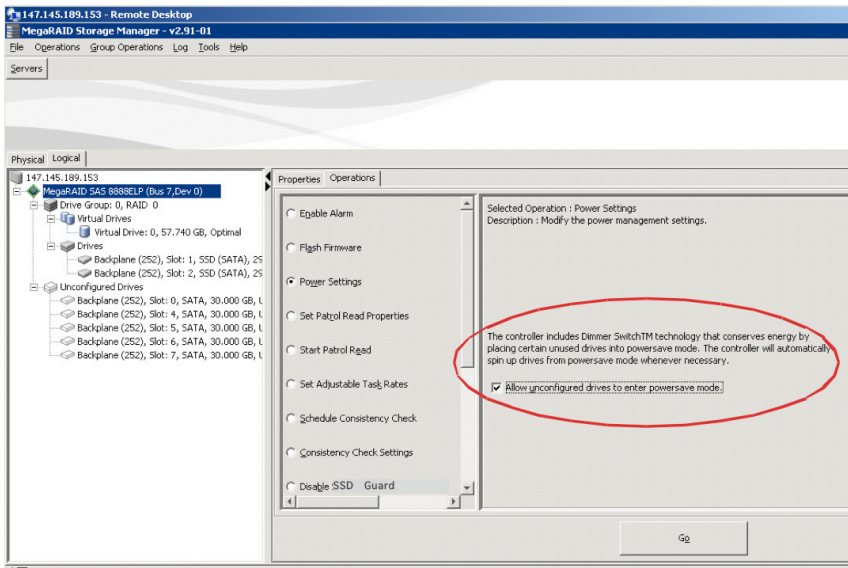 147.145.189.153 - Remote Desktop
MegaRAID Storage Manager - v2.91-01
File Operations Group Operations Log Tools Help
Servers
Physical Logical
147.145.189.153
MegaRAID SAS 8888ELP (Bus 7,Dev 0)
Drive Group: 0, RAID 0
Virtual Drives
Virtual Drive: 0, 57.740 GB, Optimal
Drives
Backplane (252), Slot: 1, SSD (SATA), 29
Backplane (252), Slot: 2, SSD (SATA), 29
Unconfigured Drives
Backplane (252), Slot: 0, SATA, 30.000 GB, U
Backplane (252), Slot: 4, SATA, 30.000 GB, U
Backplane (252), Slot: 5, SATA, 30.000 GB, U
Backplane (252), Slot: 6, SATA, 30.000 GB, U
Backplane (252), Slot: 7, SATA, 30.000 GB, U
Properties Operations
Enable Alarm
Flash Firmware
Power Settings
Set Patrol Read Properties
Start Patrol Read
Set Adjustable Task Rates
Schedule Consistency Check
Consistency Check Settings
Disable SSD Guard
Selected Operation : Power Settings
Description : Modify the power management settings.
The controller includes Dimmer SwitchTM technology that conserves energy by
placing certain unused drives into powersave mode. The controller will automatically
spin up drives from powersave mode whenever necessary.
Allow unconfigured drives to enter powersave mode.
Go